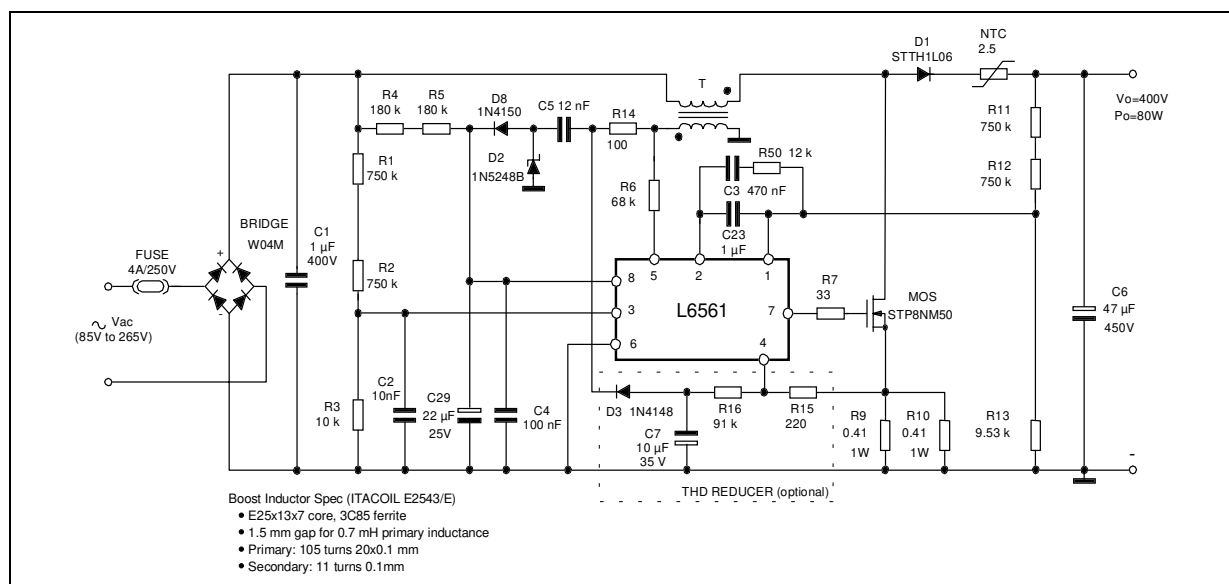 D1
STTH1L06
NTC
2.5
T
R4
180 k
R5
180 k
D8
1N4150
C5 12 nF
R14
100
Vo=400V
Po=80W
R11
750 k
D2
1N5248B
R50 12 k
R1
750 k
R6
68 k
C3 470 nF
R12
750 k
BRIDGE
W04M
C1
1 µF
400V
C23
1 µF
FUSE
4A/250V
+
-
R2
750 k
5
2
1
8
3
6
L6561
7
4
R7
33
MOS
STP8NM50
C6
47 µF
450V
Vac
(85V to 265V)
C2
10nF
C29
22 µF
25V
C4
100 nF
R3
10 k
D3 1N4148
R16
91 k
R15
220
C7
10 µF
35 V
R9
0.41
1W
R10
0.41
1W
R13
9.53 k
-
THD REDUCER (optional)
Boost Inductor Spec (ITACOIL E2543/E)
• E25x13x7 core, 3C85 ferrite
• 1.5 mm gap for 0.7 mH primary inductance
• Primary: 105 turns 20x0.1 mm
• Secondary: 11 turns 0.1mm